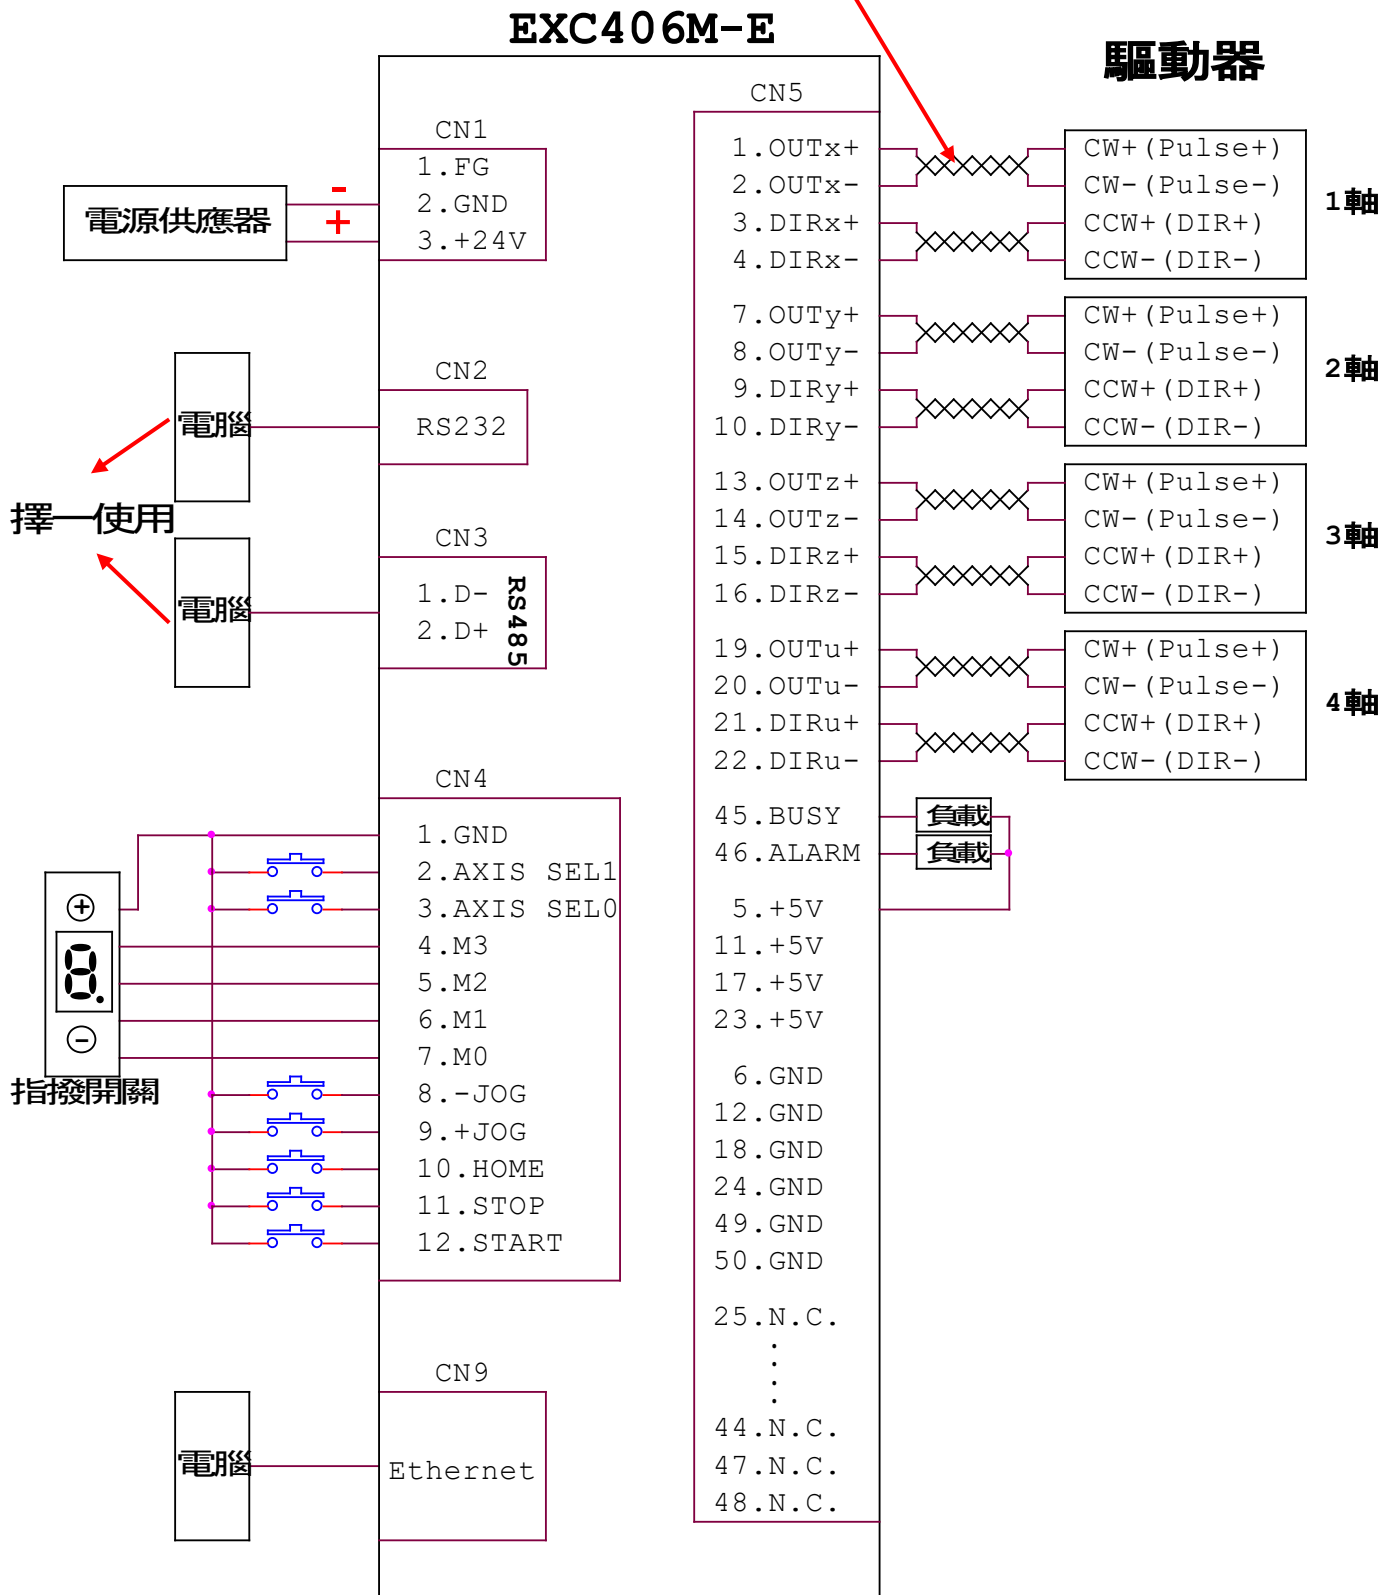 EXC406M-E
驅動器
CN1
1.FG
2.GND
3.+24V
電源供應器
-
+
CN2
RS232
電腦
擇一使用
CN3
1.D-
2.D+
RS485
電腦
CN4
1.GND
2.AXIS SEL1
3.AXIS SEL0
4.M3
5.M2
6.M1
7.M0
8.-JOG
9.+JOG
10.HOME
11.STOP
12.START
+
8.
-
指撥開關
CN9
Ethernet
電腦
CN5
1.OUTx+
2.OUTx-
3.DIRx+
4.DIRx-
7.OUTy+
8.OUTy-
9.DIRy+
10.DIRy-
13.OUTz+
14.OUTz-
15.DIRz+
16.DIRz-
19.OUTu+
20.OUTu-
21.DIRu+
22.DIRu-
45.BUSY
46.ALARM
5.+5V
11.+5V
17.+5V
23.+5V
6.GND
12.GND
18.GND
24.GND
49.GND
50.GND
25.N.C.
44.N.C.
47.N.C.
48.N.C.
負載
負載
CW+(Pulse+)
CW-(Pulse-)
CCW+(DIR+)
CCW-(DIR-)
1軸
CW+(Pulse+)
CW-(Pulse-)
CCW+(DIR+)
CCW-(DIR-)
2軸
CW+(Pulse+)
CW-(Pulse-)
CCW+(DIR+)
CCW-(DIR-)
3軸
CW+(Pulse+)
CW-(Pulse-)
CCW+(DIR+)
CCW-(DIR-)
4軸